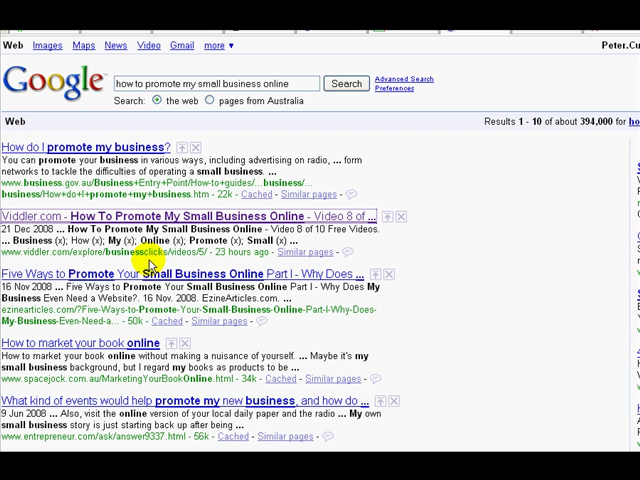 Web Images Maps News Video Gmail more ▼ Peter.Cu
Google how to promote my small business online Search Advanced Search
Preferences
Search: the web pages from Australia
Web Results 1 - 10 of about 394,000 for ho
How do I promote my business?
You can promote your business in various ways, including advertising on radio, ... form
networks to tackle the difficulties of operating a small business. ...
www.business.gov.au/Business+Entry+Point/How-to+guides/...business/...
business/How+do+I+promote+my+business.htm - 22k - Cached - Similar pages -
Viddler.com - How To Promote My Small Business Online - Video 8 of ...
21 Dec 2008 ... How To Promote My Small Business Online - Video 8 of 10 Free Videos.
... Business (x); How (x); My (x); Online (x); Promote (x); Small (x) ...
www.viddler.com/explore/businessclicks/videos/5/ - 23 hours ago - Similar pages -
Five Ways to Promote Your Small Business Online Part I - Why Does ...
16 Nov 2008 ... Five Ways to Promote Your Small Business Online Part I - Why Does My
Business Even Need a Website?. 16 Nov 2008. EzineArticles.com. ...
ezinearticles.com/?Five-Ways-to-Promote-Your-Small-Business-Online-Part-I-Why-Does-
My-Business-Even-Need-a... - 50k - Cached - Similar pages -
How to market your book online
How to market your book online without making a nuisance of yourself. ... Maybe it's my
small business background, but I regard my books as products to be ...
www.spacejock.com.au/MarketingYourBookOnline.html - 34k - Cached - Similar pages -
What kind of events would help promote my new business, and how do ...
9 Jun 2008 ... Also, visit the online version of your local daily paper and the radio ... My own
small business story is just starting back up after being ...
www.entrepreneur.com/ask/answer9337.html - 56k - Cached - Similar pages -